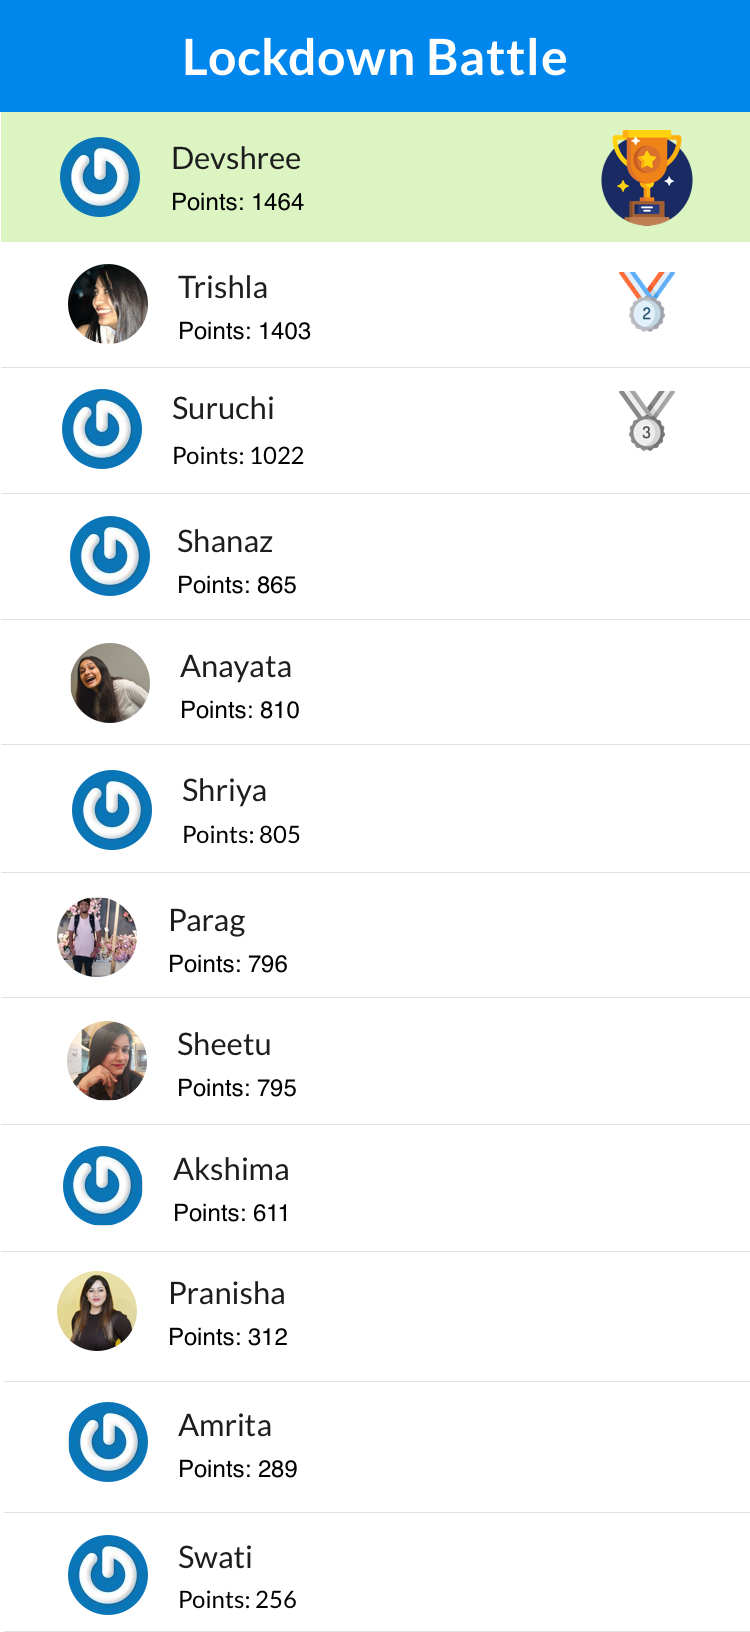 Lockdown Battle
Devshree
Points: 1464
Trishla
Points: 1403
2
Suruchi
Points: 1022
3
Shanaz
Points: 865
Anayata
Points: 810
Shriya
Points: 805
Parag
Points: 796
Sheetu
Points: 795
Akshima
Points: 611
Pranisha
Points: 312
Amrita
Points: 289
Swati
Points: 256